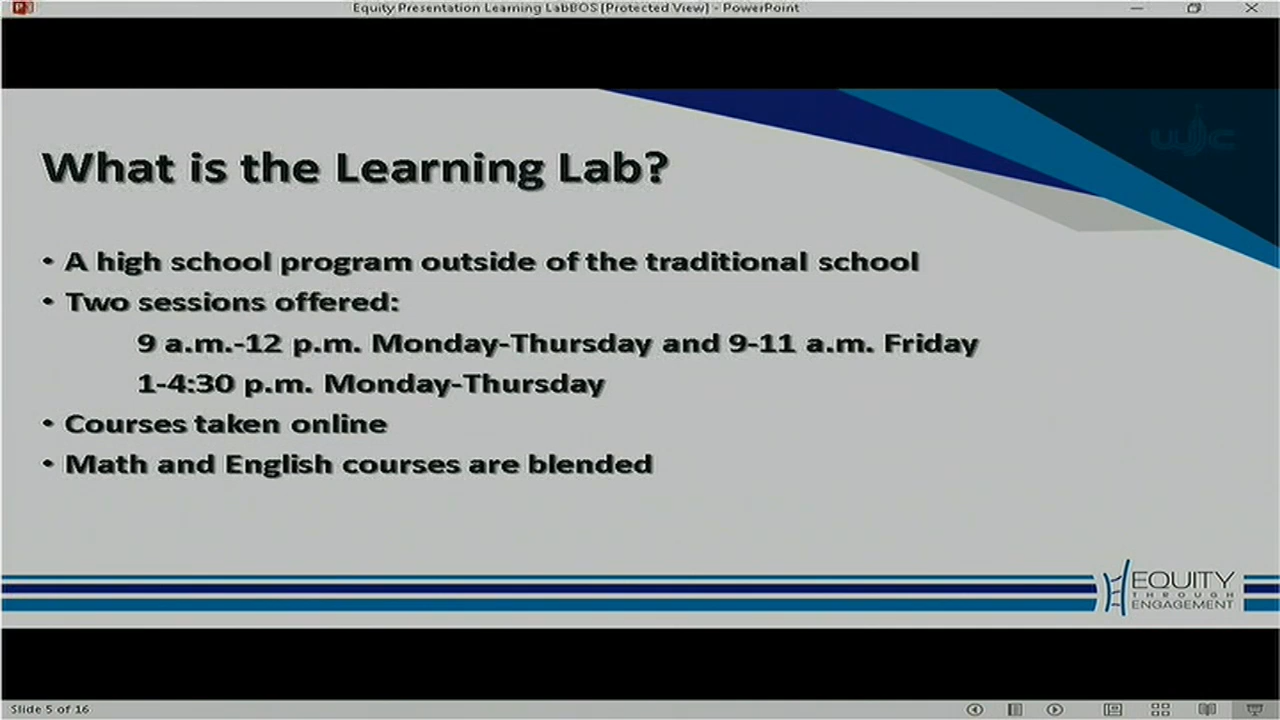 Equity Presentation Learning LabBOS [Protected View] - PowerPoint
WJC
What is the Learning Lab?
• A high school program outside of the traditional school
• Two sessions offered:
9 a.m.-12 p.m. Monday-Thursday and 9-11 a.m. Friday
1-4:30 p.m. Monday-Thursday
• Courses taken online
• Math and English courses are blended
EQUITY
THROUGH
ENGAGEMENT
Slide 5 of 16